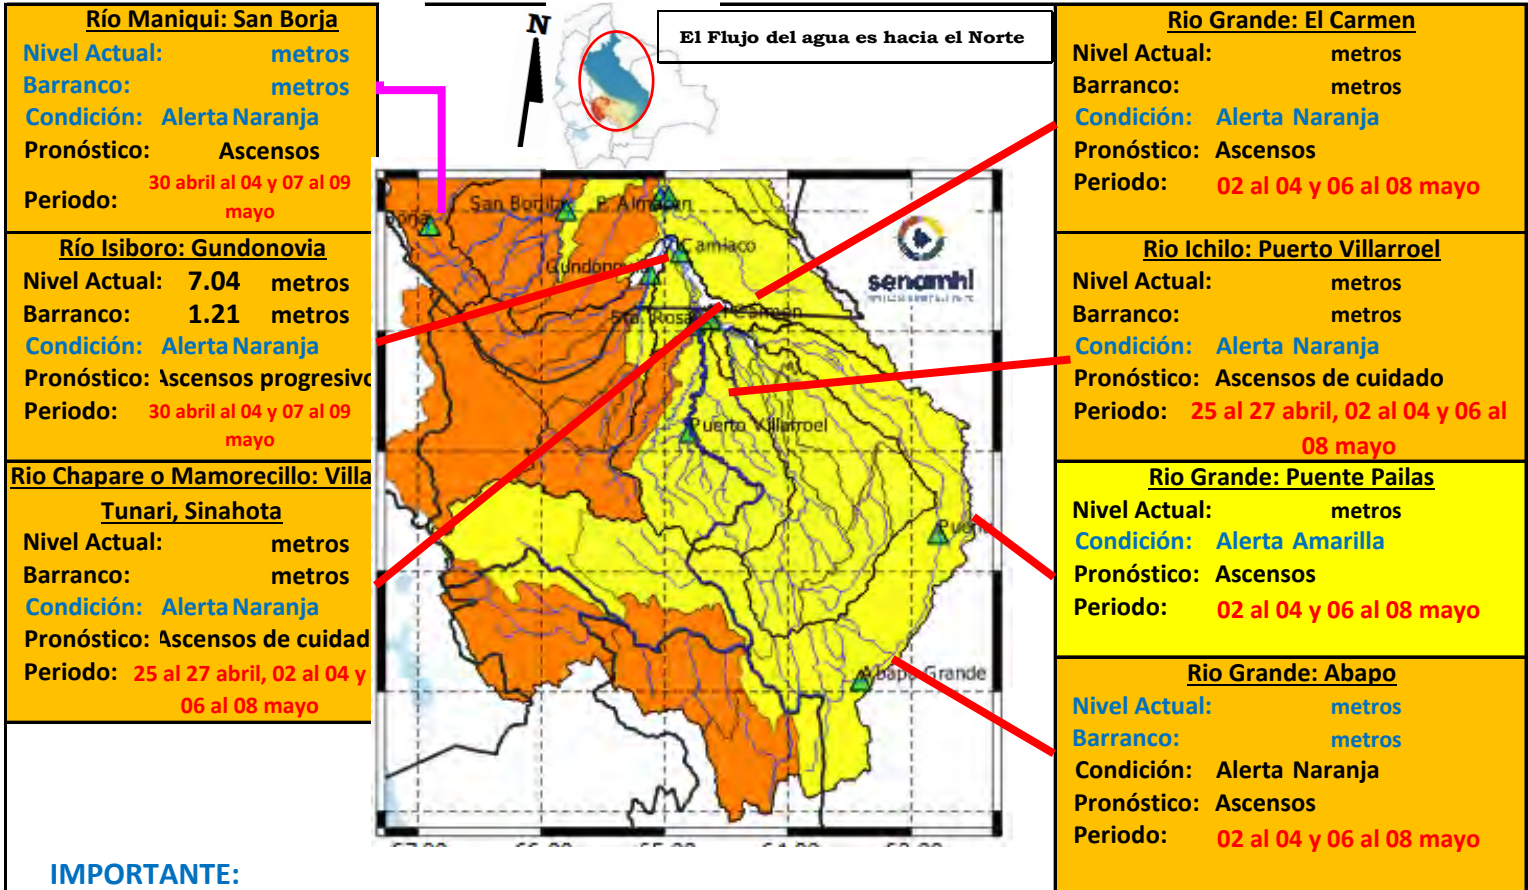 Río Maniqui: San Borja
Nivel Actual: metros
Barranco: metros
Condición: Alerta Naranja
Pronóstico: Ascensos
Periodo: 30 abril al 04 y 07 al 09
mayo
Río Isiboro: Gundonovia
Nivel Actual: 7.04 metros
Barranco: 1.21 metros
Condición: Alerta Naranja
Pronóstico: Ascensos progresivo
Periodo: 30 abril al 04 y 07 al 09
mayo
Rio Chapare o Mamorecillo: Villa
Tunari, Sinahota
Nivel Actual: metros
Barranco: metros
Condición: Alerta Naranja
Pronóstico: Ascensos de cuidad
Periodo: 25 al 27 abril, 02 al 04 y
06 al 08 mayo
IMPORTANTE:
N
El Flujo del agua es hacia el Norte
San Borjita
Camiaco
senamhi
Sta. Rosa
Puerto Villarroel
Abapo Grande
Rio Grande: El Carmen
Nivel Actual: metros
Barranco: metros
Condición: Alerta Naranja
Pronóstico: Ascensos
Periodo: 02 al 04 y 06 al 08 mayo
Rio Ichilo: Puerto Villarroel
Nivel Actual: metros
Barranco: metros
Condición: Alerta Naranja
Pronóstico: Ascensos de cuidado
Periodo: 25 al 27 abril, 02 al 04 y 06 al
08 mayo
Rio Grande: Puente Pailas
Nivel Actual: metros
Condición: Alerta Amarilla
Pronóstico: Ascensos
Periodo: 02 al 04 y 06 al 08 mayo
Rio Grande: Abapo
Nivel Actual: metros
Barranco: metros
Condición: Alerta Naranja
Pronóstico: Ascensos
Periodo: 02 al 04 y 06 al 08 mayo